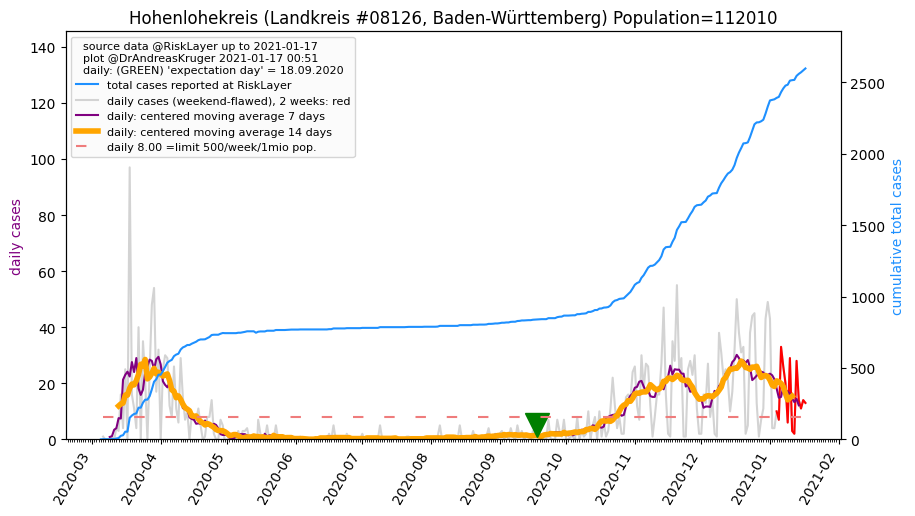 Hohenlohekreis (Landkreis #08126, Baden-Württemberg) Population=112010
source data @RiskLayer up to 2021-01-17
plot @DrAndreasKruger 2021-01-17 00:51
daily: (GREEN) 'expectation day' = 18.09.2020
total cases reported at RiskLayer
daily cases (weekend-flawed), 2 weeks: red
daily: centered moving average 7 days
daily: centered moving average 14 days
daily 8.00 =limit 500/week/1mio pop.
daily cases
140
120
100
80
60
40
20
0
cumulative total cases
2500
2000
1500
1000
500
0
2020-03
2020-04
2020-05
2020-06
2020-07
2020-08
2020-09
2020-10
2020-11
2020-12
2021-01
2021-02